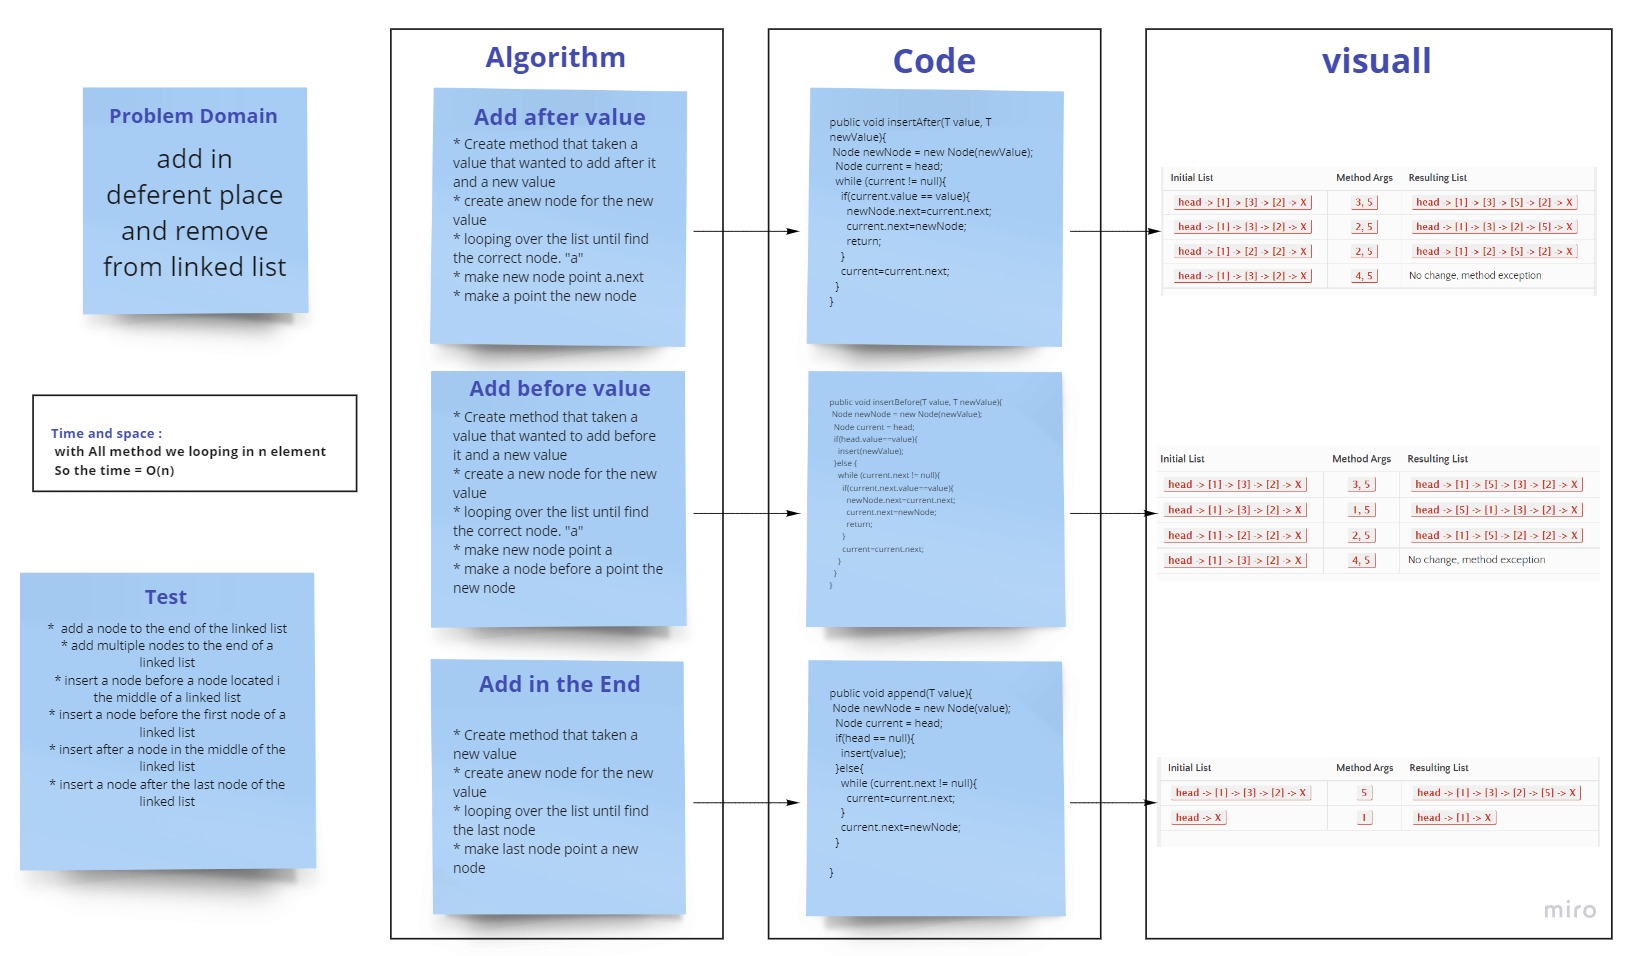 Problem Domain
add in
deferent place
and remove
from linked list
Time and space :
with All method we looping in n element
So the time = O(n)
Test
* add a node to the end of the linked list
* add multiple nodes to the end of a
linked list
* insert a node before a node located i
the middle of a linked list
* insert a node before the first node of a
linked list
* insert after a node in the middle of the
linked list
* insert a node after the last node of the
linked list
Algorithm
Add after value
* Create method that taken a
value that wanted to add after it
and a new value
* create anew node for the new
value
* looping over the list until find
the correct node. "a"
* make new node point a.next
* make a point the new node
Add before value
* Create method that taken a
value that wanted to add before
it and a new value
* create a new node for the new
value
* looping over the list until find
the correct node. "a"
* make new node point a
* make a node before a point the
new node
Add in the End
* Create method that taken a
new value
* create anew node for the new
value
* looping over the list until find
the last node
* make last node point a new
node
Code
public void insertAfter(T value, T
newValue){
Node newNode = new Node(newValue);
Node current = head;
while (current != null){
if(current.value == value){
newNode.next=current.next;
current.next=newNode;
return;
}
current=current.next;
}
}
public void insertBefore(T value, T newValue){
Node newNode = new Node(newValue);
Node current = head;
if(head.value==value){
insert(newValue);
}else {
while (current.next != null){
if(current.next.value==value){
newNode.next=current.next;
current.next=newNode;
return;
}
current=current.next;
}
}
}
public void append(T value){
Node newNode = new Node(value);
Node current = head;
if(head == null){
insert(value);
}else{
while (current.next != null){
current=current.next;
}
current.next=newNode;
}
}
visuall
Initial List Method Args Resulting List
head -> [1] -> [3] -> [2] -> X 3, 5 head -> [1] -> [3] -> [5] -> [2] -> X
head -> [1] -> [3] -> [2] -> X 2, 5 head -> [1] -> [3] -> [2] -> [5] -> X
head -> [1] -> [2] -> [2] -> X 2, 5 head -> [1] -> [2] -> [5] -> [2] -> X
head -> [1] -> [3] -> [2] -> X 4, 5 No change, method exception
Initial List Method Args Resulting List
head -> [1] -> [3] -> [2] -> X 3, 5 head -> [1] -> [5] -> [3] -> [2] -> X
head -> [1] -> [3] -> [2] -> X 1, 5 head -> [5] -> [1] -> [3] -> [2] -> X
head -> [1] -> [2] -> [2] -> X 2, 5 head -> [1] -> [5] -> [2] -> [2] -> X
head -> [1] -> [3] -> [2] -> X 4, 5 No change, method exception
Initial List Method Args Resulting List
head -> [1] -> [3] -> [2] -> X 5 head -> [1] -> [3] -> [2] -> [5] -> X
head -> X 1 head -> [1] -> X
miro